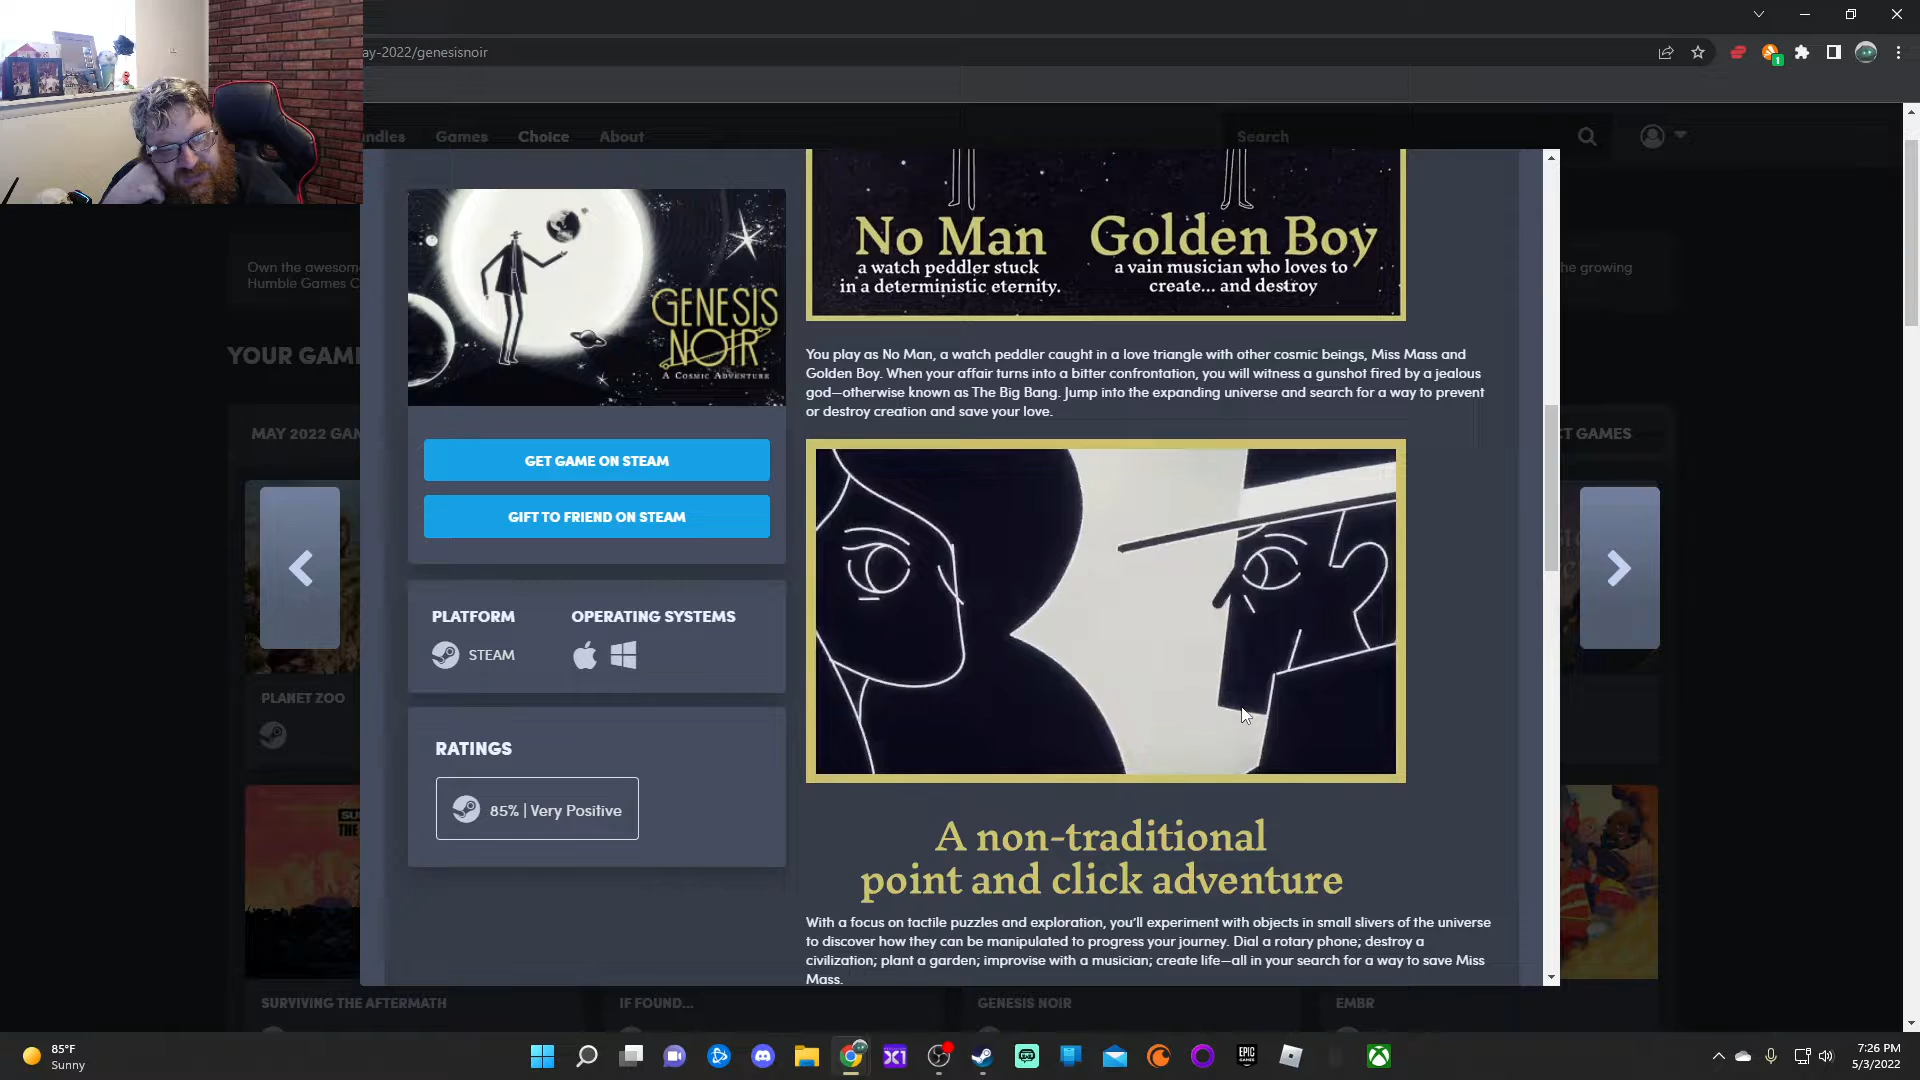 ay-2022/genesisnoir
ndles Games Choice About
Search
Own the awesom
Humble Games C
he growing
YOUR GAM
MAY 2022 GAM
CT GAMES
No Man
a watch peddler stuck
in a deterministic eternity.
Golden Boy
a vain musician who loves to
create... and destroy
GENESIS
NOIR
A COSMIC ADVENTURE
You play as No Man, a watch peddler caught in a love triangle with other cosmic beings, Miss Mass and
Golden Boy. When your affair turns into a bitter confrontation, you will witness a gunshot fired by a jealous
god—otherwise known as The Big Bang. Jump into the expanding universe and search for a way to prevent
or destroy creation and save your love.
GET GAME ON STEAM
GIFT TO FRIEND ON STEAM
PLATFORM
STEAM
OPERATING SYSTEMS
RATINGS
85% | Very Positive
A non-traditional
point and click adventure
With a focus on tactile puzzles and exploration, you'll experiment with objects in small slivers of the universe
to discover how they can be manipulated to progress your journey. Dial a rotary phone; destroy a
civilization; plant a garden; improvise with a musician; create life—all in your search for a way to save Miss
Mass.
PLANET ZOO
SU
THE
SURVIVING THE AFTERMATH
IF FOUND...
GENESIS NOIR
EMBR
85°F
Sunny
X1
EPIC
GAMES
7:26 PM
5/3/2022